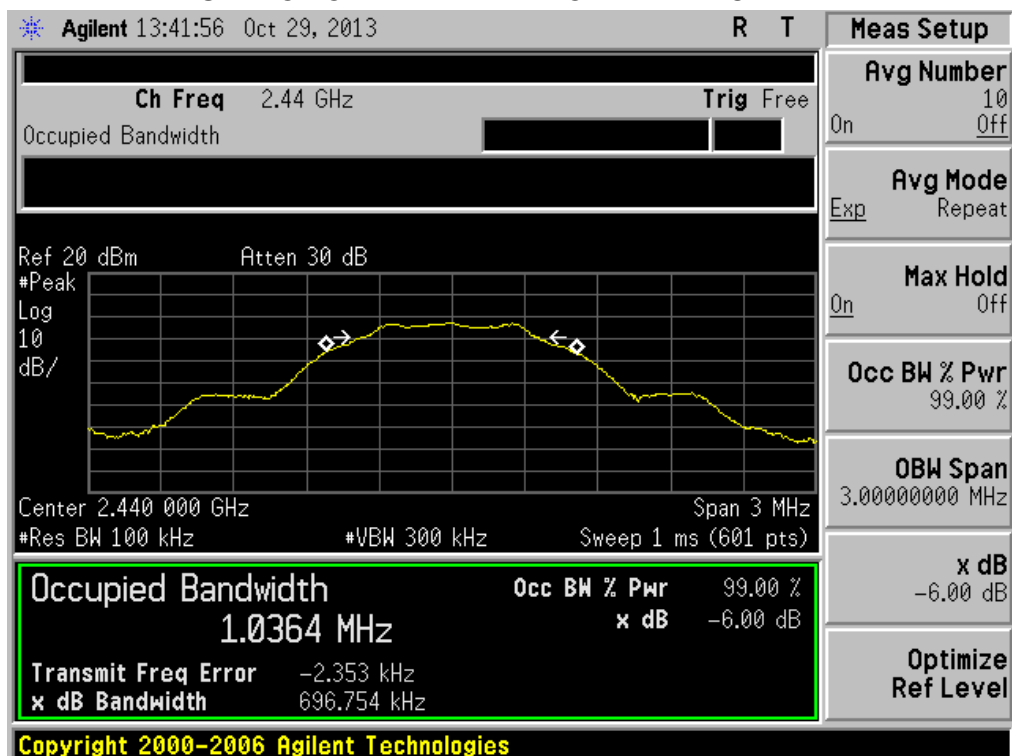 Agilent 13:41:56 Oct 29, 2013 R T
Meas Setup
Ch Freq 2.44 GHz Trig Free
Occupied Bandwidth
Avg Number
10
On Off
Avg Mode
Exp Repeat
Max Hold
On Off
Occ BW % Pwr
99.00 %
OBW Span
3.00000000 MHz
x dB
-6.00 dB
Optimize
Ref Level
Ref 20 dBm Atten 30 dB
#Peak
Log
10
dB/
Center 2.440 000 GHz Span 3 MHz
#Res BW 100 kHz #VBW 300 kHz Sweep 1 ms (601 pts)
Occupied Bandwidth Occ BW % Pwr 99.00 %
1.0364 MHz x dB -6.00 dB
Transmit Freq Error -2.353 kHz
x dB Bandwidth 696.754 kHz
Copyright 2000-2006 Agilent Technologies